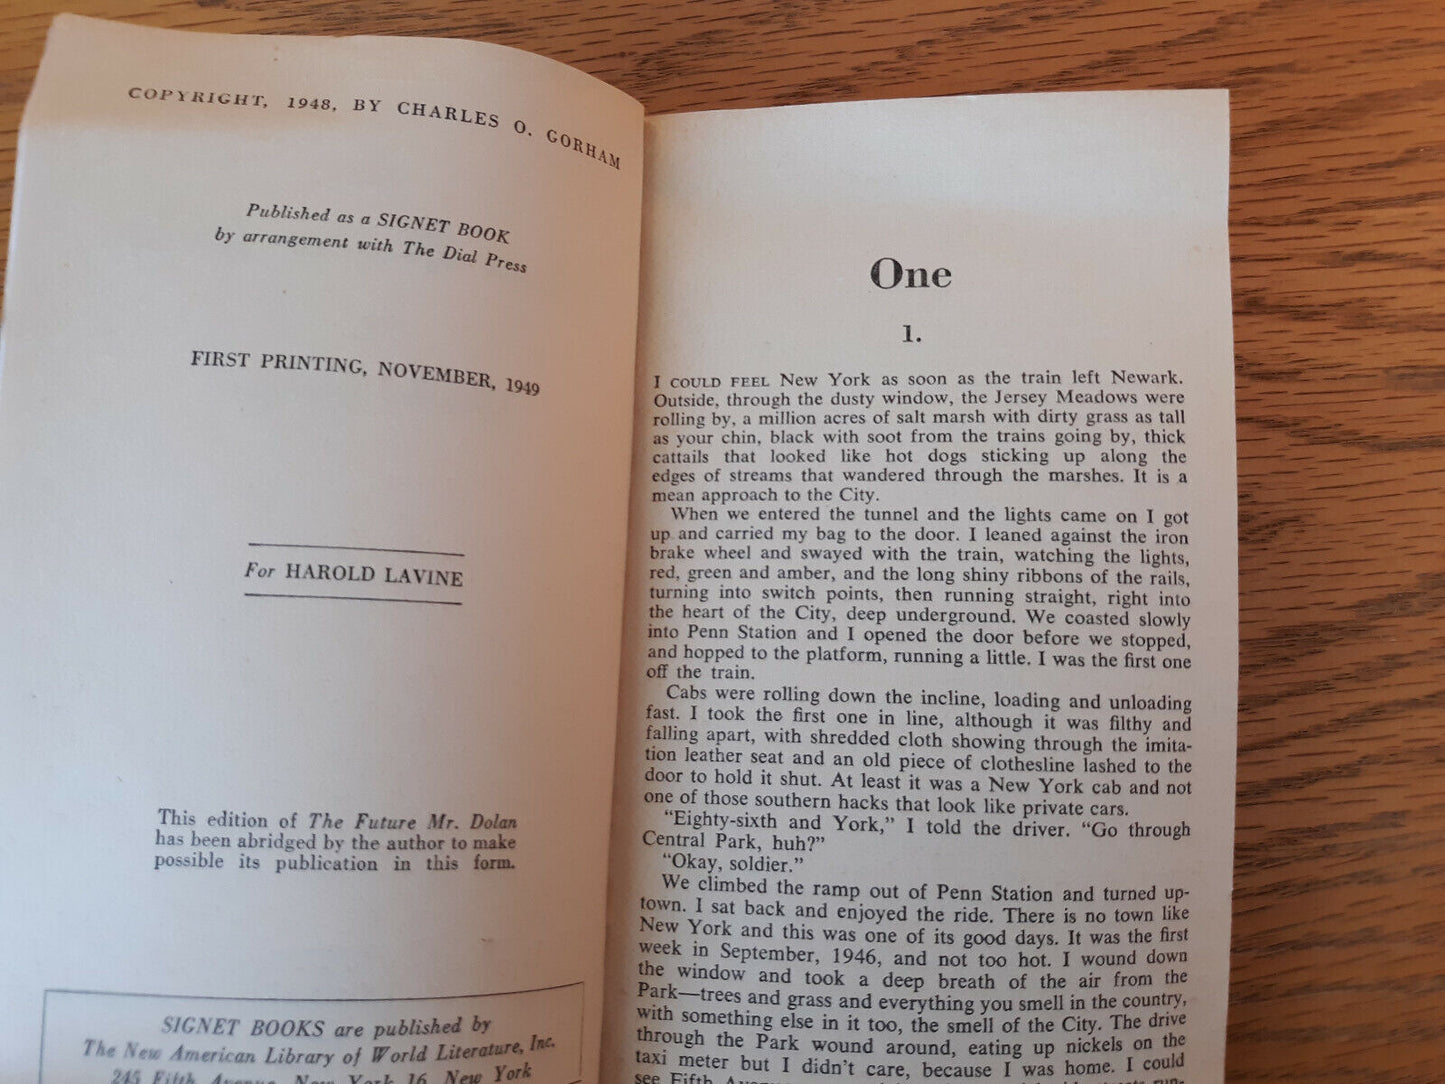 COPYRIGHT, 1948, BY CHARLES O. GORHAM
Published as a SIGNET BOOK
by arrangement with The Dial Press
FIRST PRINTING, NOVEMBER, 1949
For HAROLD LAVINE
This edition of The Future Mr. Dolan
has been abridged by the author to make
possible its publication in this form.
SIGNET BOOKS are published by
The New American Library of World Literature, Inc.
245 Fifth Avenue, New York 16, New York
One
1.
I COULD FEEL New York as soon as the train left Newark.
Outside, through the dusty window, the Jersey Meadows were
rolling by, a million acres of salt marsh with dirty grass as tall
as your chin, black with soot from the trains going by, thick
cattails that looked like hot dogs sticking up along the
edges of streams that wandered through the marshes. It is a
mean approach to the City.
When we entered the tunnel and the lights came on I got
up and carried my bag to the door. I leaned against the iron
brake wheel and swayed with the train, watching the lights,
red, green and amber, and the long shiny ribbons of the rails,
turning into switch points, then running straight, right into
the heart of the City, deep underground. We coasted slowly
into Penn Station and I opened the door before we stopped,
and hopped to the platform, running a little. I was the first one
off the train.
Cabs were rolling down the incline, loading and unloading
fast. I took the first one in line, although it was filthy and
falling apart, with shredded cloth showing through the imita-
tion leather seat and an old piece of clothesline lashed to the
door to hold it shut. At least it was a New York cab and not
one of those southern hacks that look like private cars.
"Eighty-sixth and York," I told the driver. "Go through
Central Park, huh?"
"Okay, soldier."
We climbed the ramp out of Penn Station and turned up-
town. I sat back and enjoyed the ride. There is no town like
New York and this was one of its good days. It was the first
week in September, 1946, and not too hot. I wound down
the window and took a deep breath of the air from the
Park—trees and grass and everything you smell in the country,
with something else in it too, the smell of the City. The drive
through the Park wound around, eating up nickels on the
taxi meter but I didn't care, because I was home. I could
see Fifth